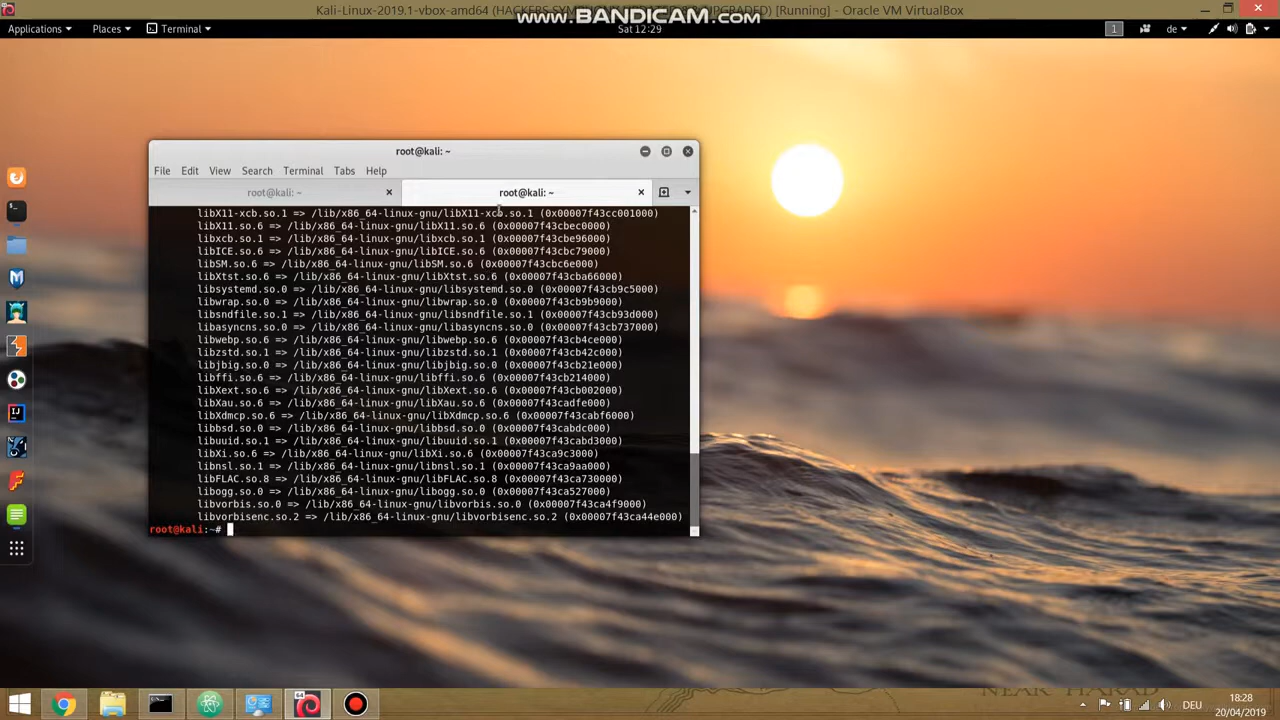 Kali-Linux-2019.1-vbox-amd64 (HACKERS SYMPHONY UPDATED & UPGRADED) [Running] - Oracle VM VirtualBox
www.BANDICAM.com
Applications
Places
Terminal
Sat 12:29
1
de
root@kali: ~
File Edit View Search Terminal Tabs Help
root@kali: ~
root@kali: ~
libX11-xcb.so.1 => /lib/x86_64-linux-gnu/libX11-xcb.so.1 (0x00007f43cc001000)
libX11.so.6 => /lib/x86_64-linux-gnu/libX11.so.6 (0x00007f43cbec0000)
libxcb.so.1 => /lib/x86_64-linux-gnu/libxcb.so.1 (0x00007f43cbe96000)
libICE.so.6 => /lib/x86_64-linux-gnu/libICE.so.6 (0x00007f43cbc79000)
libSM.so.6 => /lib/x86_64-linux-gnu/libSM.so.6 (0x00007f43cbc6e000)
libXtst.so.6 => /lib/x86_64-linux-gnu/libXtst.so.6 (0x00007f43cba66000)
libsystemd.so.0 => /lib/x86_64-linux-gnu/libsystemd.so.0 (0x00007f43cb9c5000)
libwrap.so.0 => /lib/x86_64-linux-gnu/libwrap.so.0 (0x00007f43cb9b9000)
libsndfile.so.1 => /lib/x86_64-linux-gnu/libsndfile.so.1 (0x00007f43cb93d000)
libasyncns.so.0 => /lib/x86_64-linux-gnu/libasyncns.so.0 (0x00007f43cb737000)
libwebp.so.6 => /lib/x86_64-linux-gnu/libwebp.so.6 (0x00007f43cb4ce000)
libzstd.so.1 => /lib/x86_64-linux-gnu/libzstd.so.1 (0x00007f43cb42c000)
libjbig.so.0 => /lib/x86_64-linux-gnu/libjbig.so.0 (0x00007f43cb21e000)
libffi.so.6 => /lib/x86_64-linux-gnu/libffi.so.6 (0x00007f43cb214000)
libXext.so.6 => /lib/x86_64-linux-gnu/libXext.so.6 (0x00007f43cb002000)
libXau.so.6 => /lib/x86_64-linux-gnu/libXau.so.6 (0x00007f43cadfe000)
libXdmcp.so.6 => /lib/x86_64-linux-gnu/libXdmcp.so.6 (0x00007f43cabf6000)
libbsd.so.0 => /lib/x86_64-linux-gnu/libbsd.so.0 (0x00007f43cabdc000)
libuuid.so.1 => /lib/x86_64-linux-gnu/libuuid.so.1 (0x00007f43cabd3000)
libXi.so.6 => /lib/x86_64-linux-gnu/libXi.so.6 (0x00007f43ca9c3000)
libnsl.so.1 => /lib/x86_64-linux-gnu/libnsl.so.1 (0x00007f43ca9aa000)
libFLAC.so.8 => /lib/x86_64-linux-gnu/libFLAC.so.8 (0x00007f43ca730000)
libogg.so.0 => /lib/x86_64-linux-gnu/libogg.so.0 (0x00007f43ca527000)
libvorbis.so.0 => /lib/x86_64-linux-gnu/libvorbis.so.0 (0x00007f43ca4f9000)
libvorbisenc.so.2 => /lib/x86_64-linux-gnu/libvorbisenc.so.2 (0x00007f43ca44e000)
root@kali:~#
NEAR HARAD
64
DEU
18:28
20/04/2019